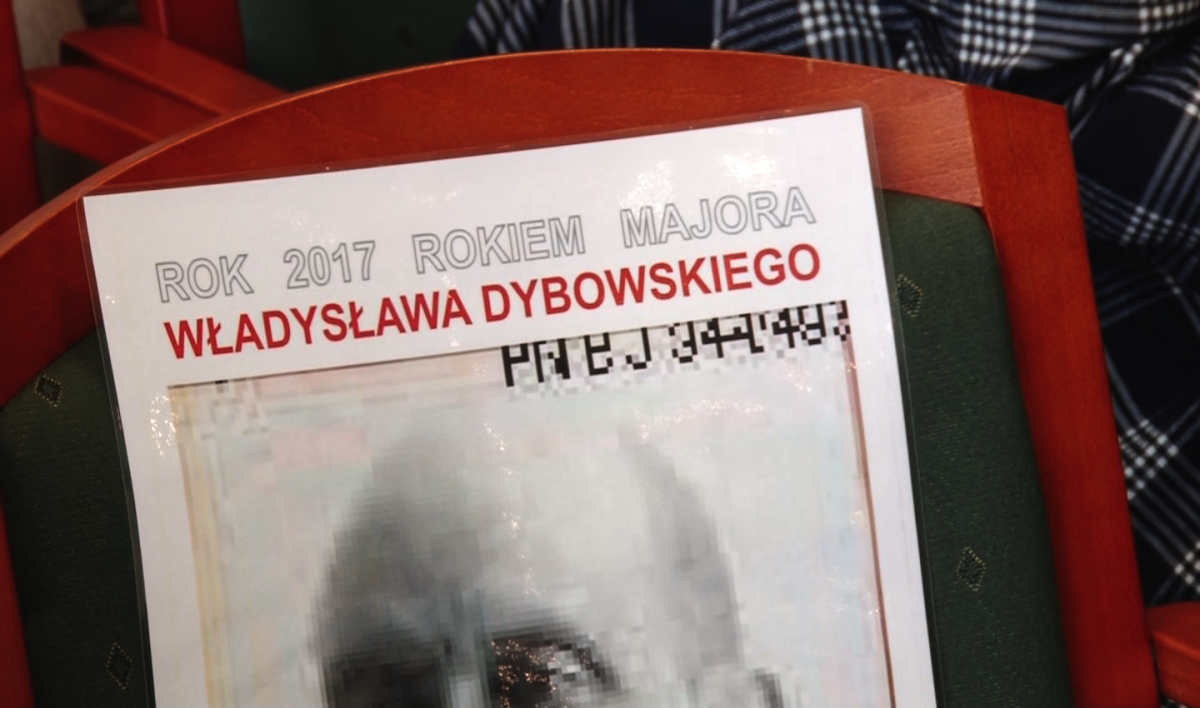 ROK 2017 ROKIEM MAJORA
WŁADYSŁAWA DYBOWSKIEGO